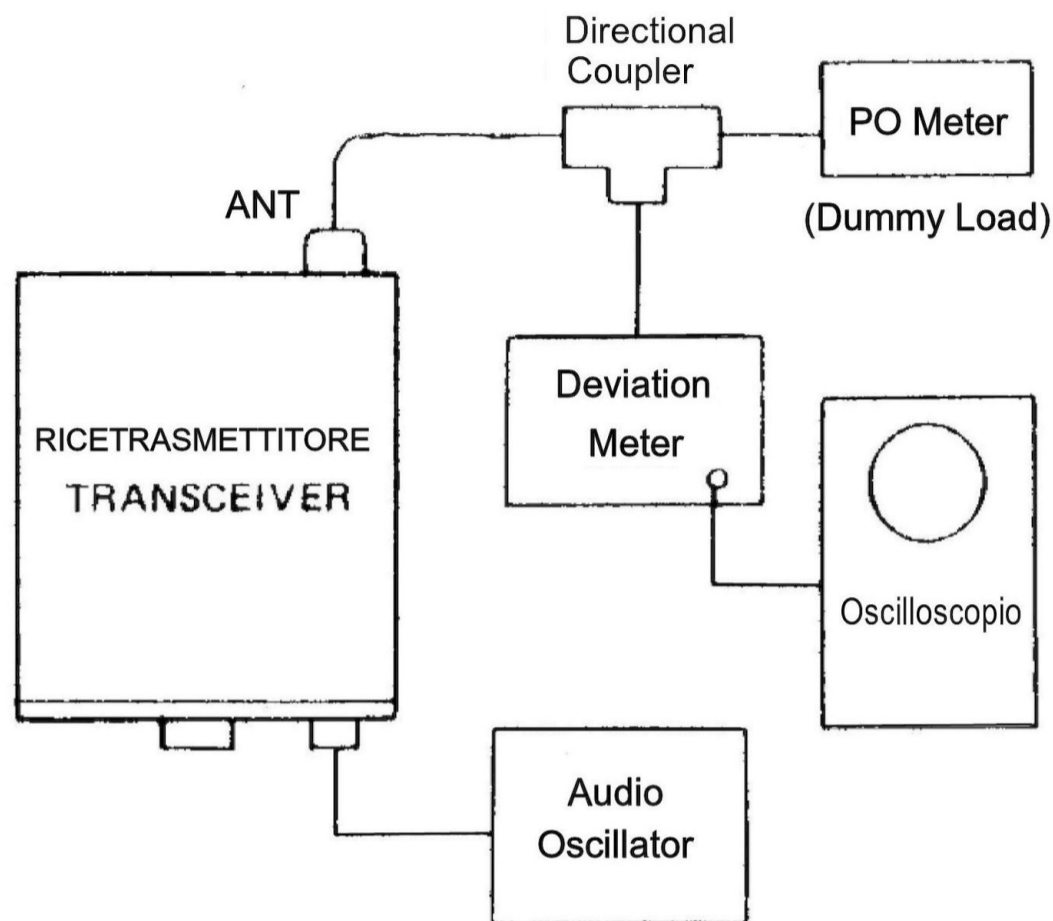 Directional
Coupler
PO Meter
(Dummy Load)
ANT
Deviation
Meter
RICETRASMETTITORE
TRANSCEIVER
Oscilloscopio
Audio
Oscillator